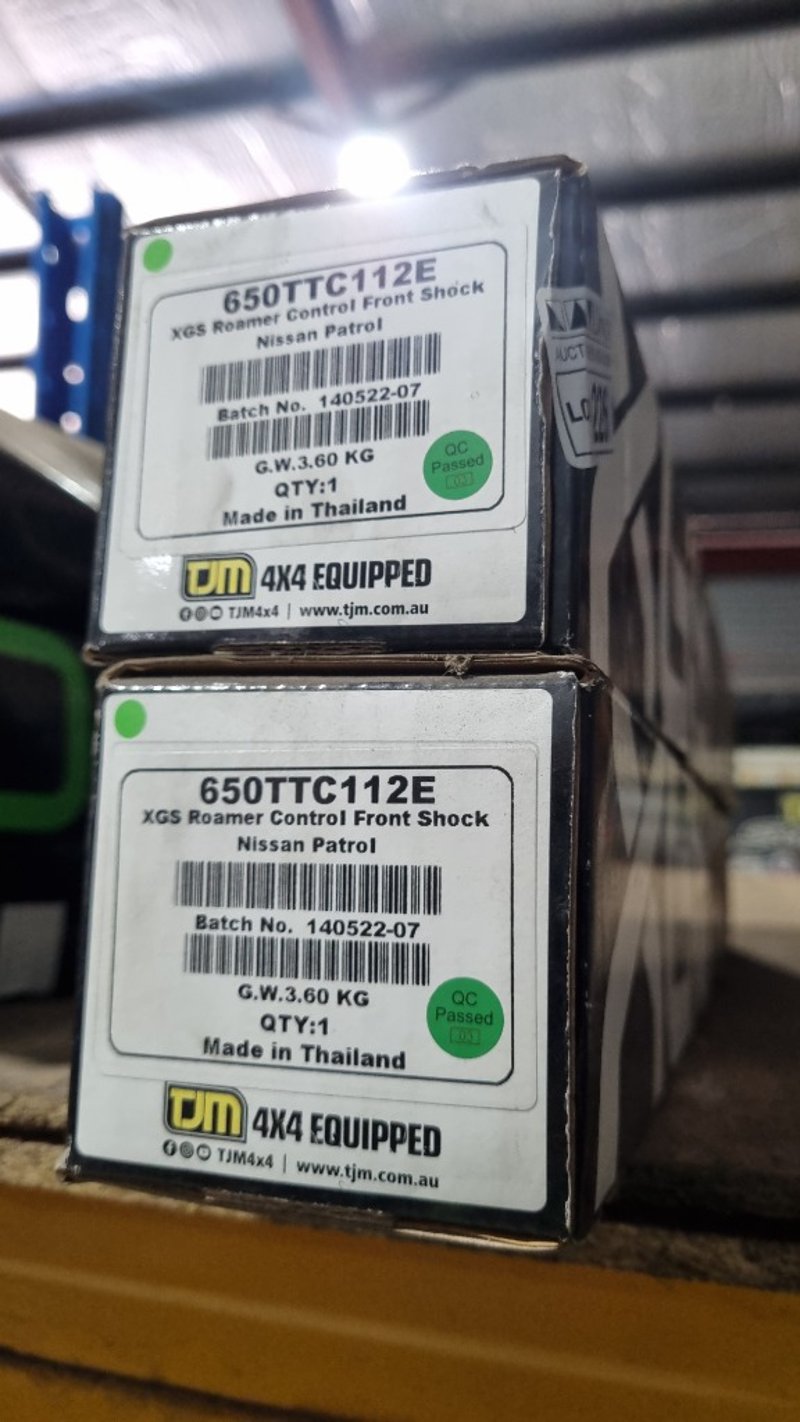 650TTC112E
XGS Roamer Control Front Shock
Nissan Patrol
Batch No. 140522-07
G.W.3.60 KG
QTY:1
Made in Thailand
QC
Passed
03
TJM 4X4 EQUIPPED
TJM4x4 | www.tjm.com.au
650TTC112E
XGS Roamer Control Front Shock
Nissan Patrol
Batch No. 140522-07
G.W.3.60 KG
QTY:1
Made in Thailand
QC
Passed
03
TJM 4X4 EQUIPPED
TJM4x4 | www.tjm.com.au